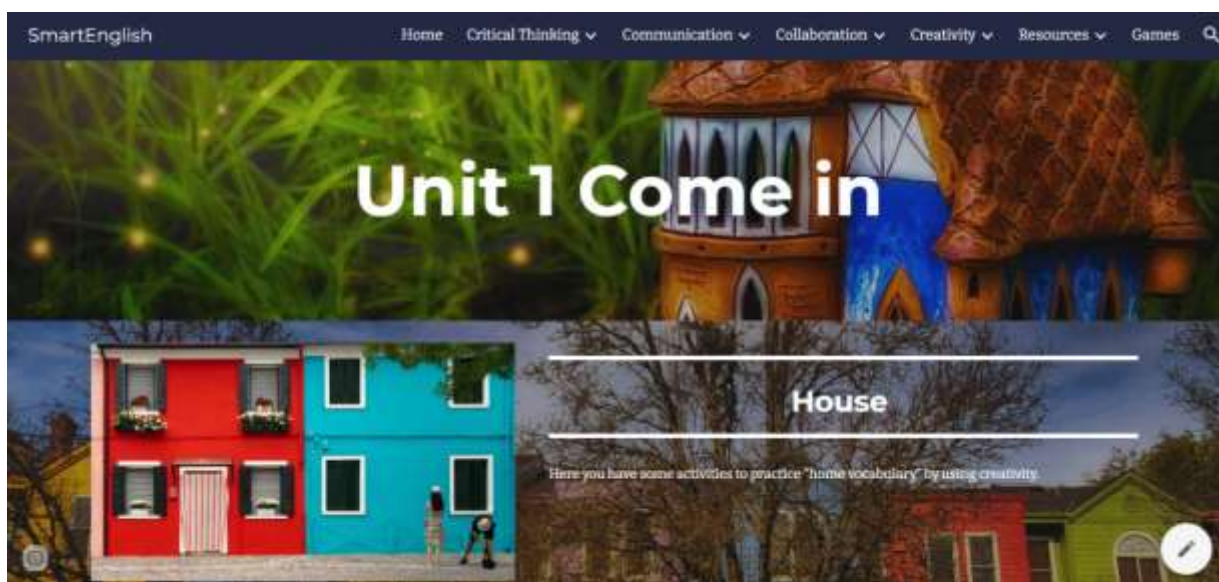 SmartEnglish Home Critical Thinking Communication Collaboration Creativity Resources Games
Unit 1 Come in
House
Here you have some activities to practice "home vocabulary" by using creativity.